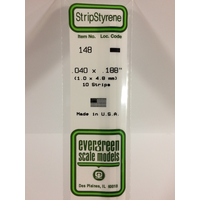 StripStyrene
Item No. Loc. Code
148
.040 x .188"
(1.0 x 4.8 mm)
10 Strips
Made in U.S.A.
evergreen
scale models
Des Plaines, IL 60018